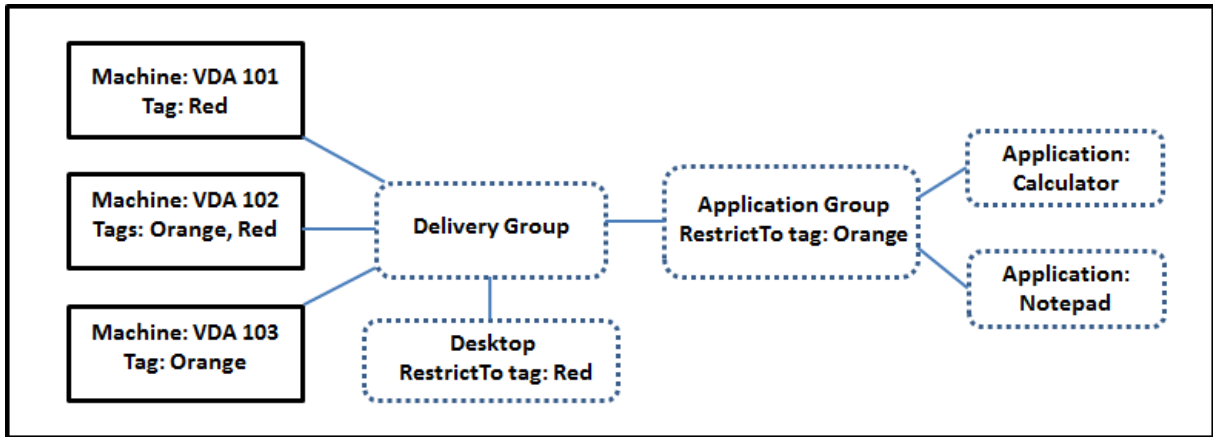 Machine: VDA 101
Tag: Red
Machine: VDA 102
Tags: Orange, Red
Machine: VDA 103
Tag: Orange
Delivery Group
Desktop
RestrictTo tag: Red
Application Group
RestrictTo tag: Orange
Application:
Calculator
Application:
Notepad